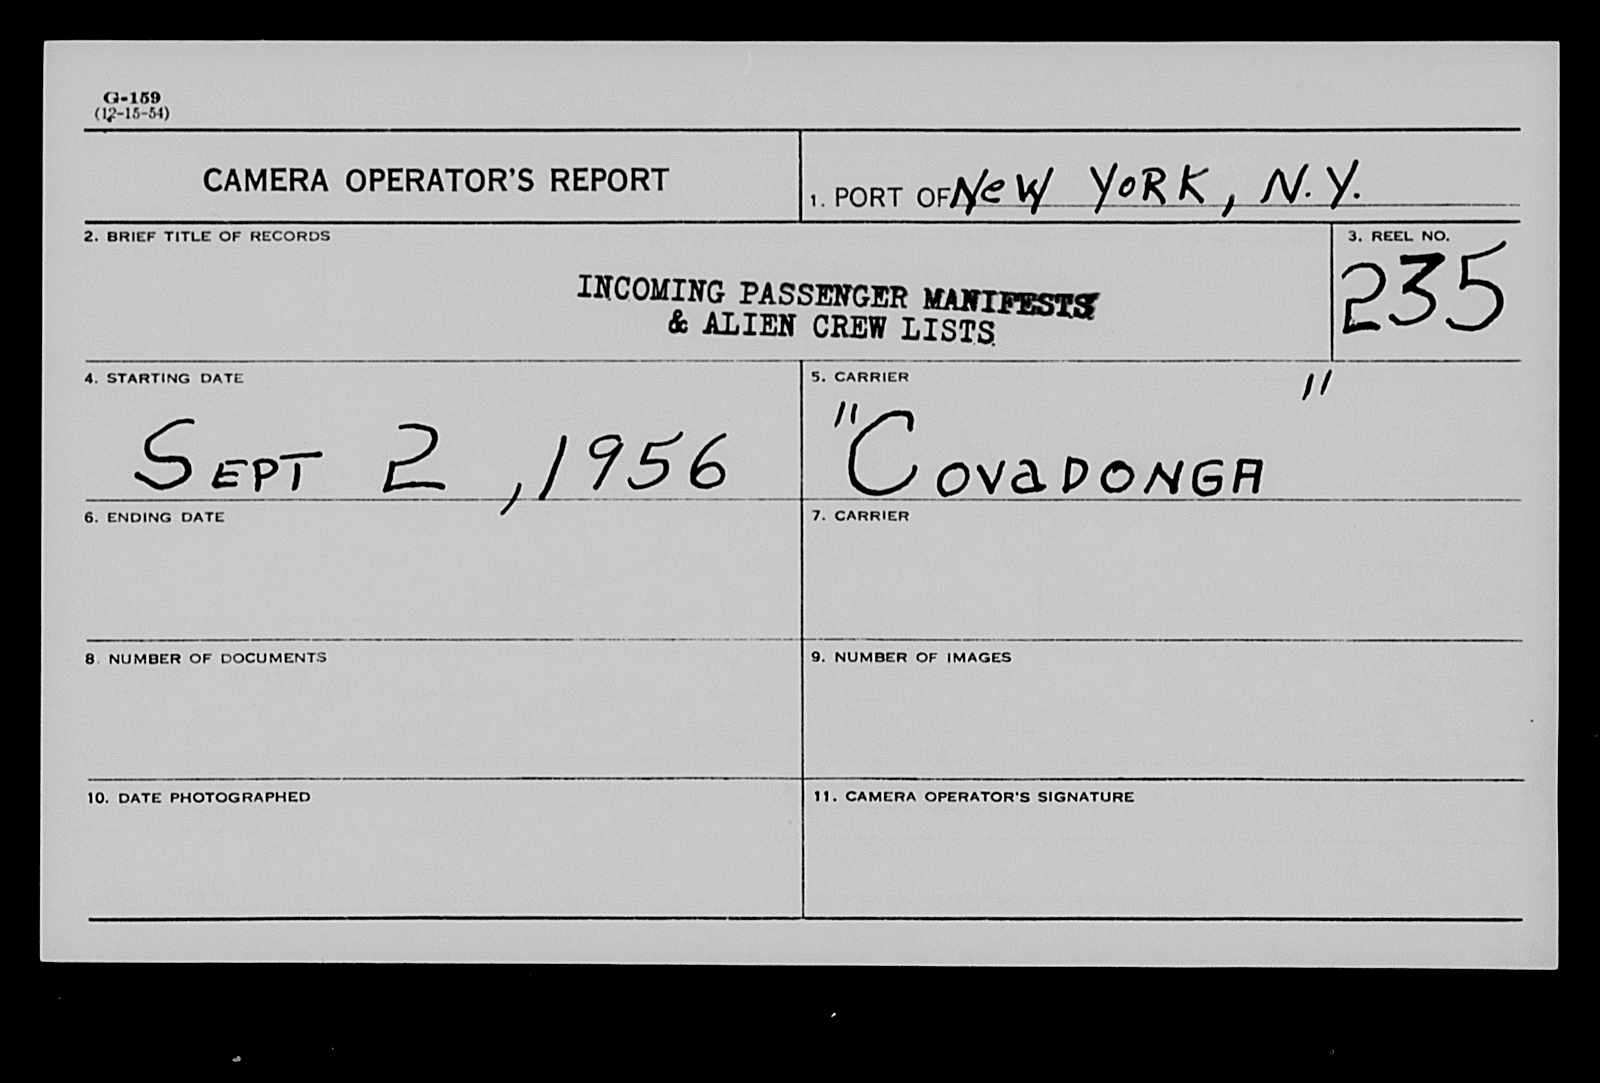 G-159
(12-15-54)
CAMERA OPERATOR'S REPORT
1. PORT OF New YoRK, N.Y.
2. BRIEF TITLE OF RECORDS
INCOMING PASSENGER MANIFESTS
& ALIEN CREW LISTS
3. REEL NO.
235
4. STARTING DATE
SEPT 2, 1956
5. CARRIER
"COVaDONGA"
6. ENDING DATE
7. CARRIER
8. NUMBER OF DOCUMENTS
9. NUMBER OF IMAGES
10. DATE PHOTOGRAPHED
11. CAMERA OPERATOR'S SIGNATURE